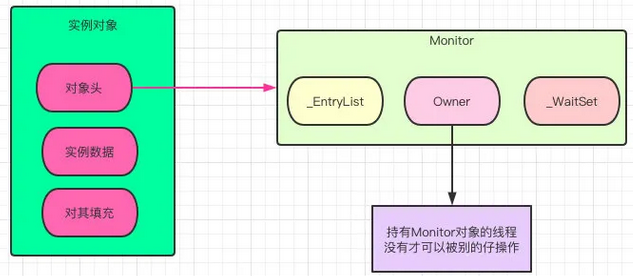 实例对象
对象头
实例数据
对其填充
Monitor
_EntryList
Owner
_WaitSet
持有Monitor对象的线程
没有才可以被别的仔操作